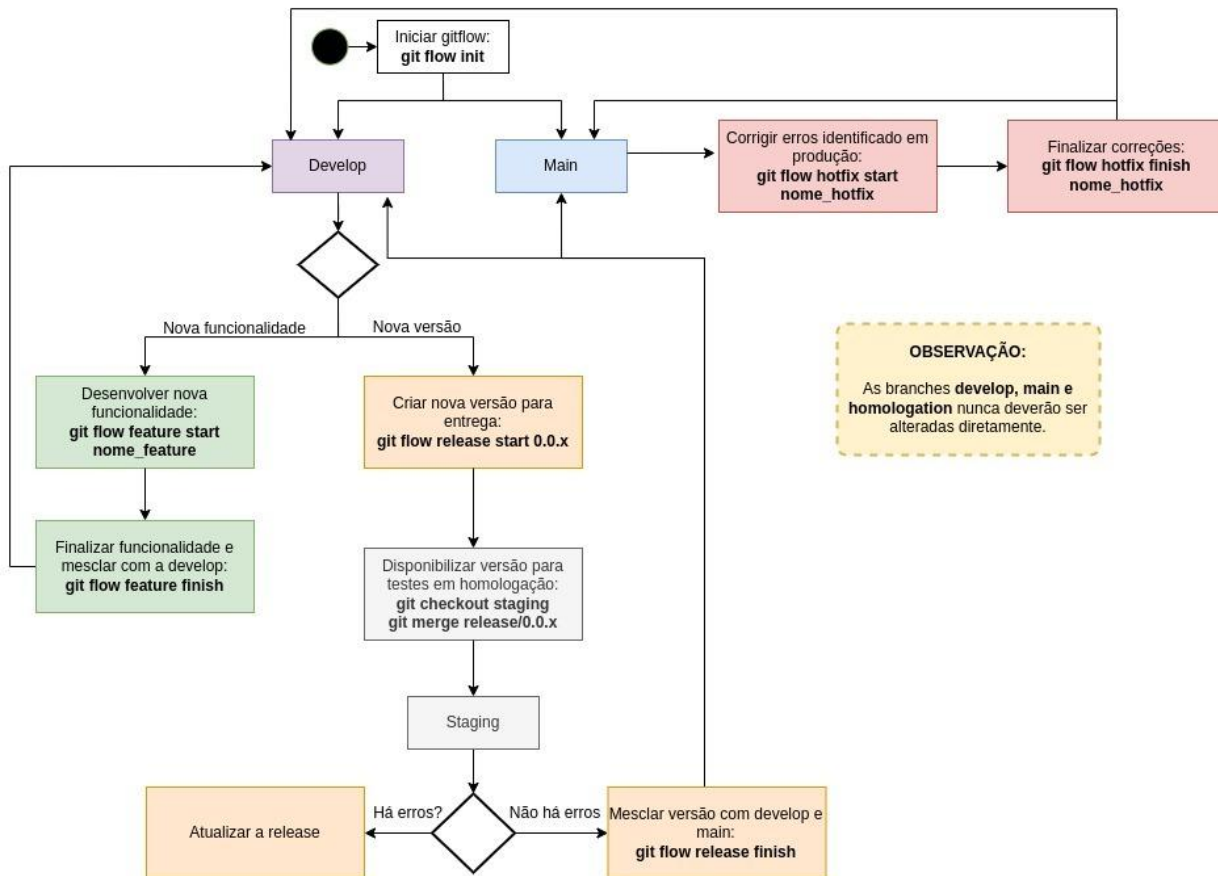 Iniciar gitflow:
git flow init
Develop
Main
Corrigir erros identificado em
produção:
git flow hotfix start
nome_hotfix
Finalizar correções:
git flow hotfix finish
nome_hotfix
Nova funcionalidade
Nova versão
OBSERVAÇÃO:
As branches develop, main e
homologation nunca deverão ser
alteradas diretamente.
Desenvolver nova
funcionalidade:
git flow feature start
nome_feature
Criar nova versão para
entrega:
git flow release start 0.0.x
Finalizar funcionalidade e
mesclar com a develop:
git flow feature finish
Disponibilizar versão para
testes em homologação:
git checkout staging
git merge release/0.0.x
Staging
Há erros?
Não há erros
Atualizar a release
Mesclar versão com develop e
main:
git flow release finish